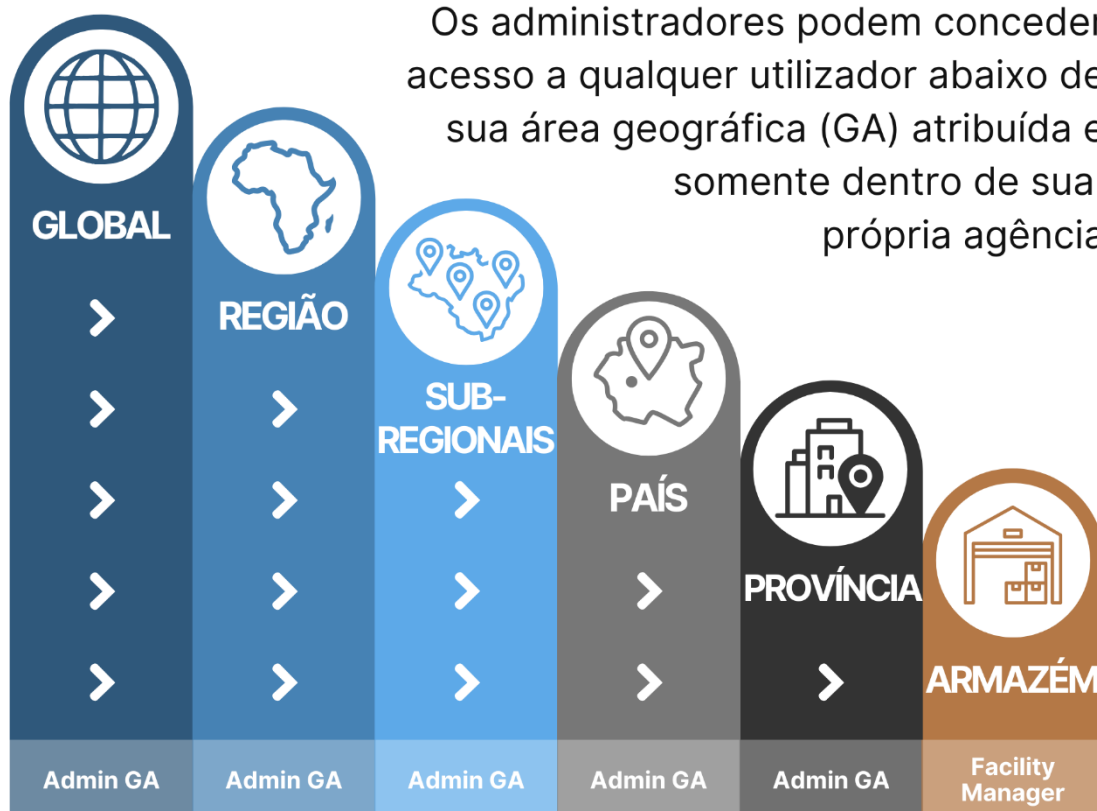 Os administradores podem conceder
acesso a qualquer utilizador abaixo de
sua área geográfica (GA) atribuída e
somente dentro de sua
própria agência
GLOBAL
REGIÃO
SUB-
REGIONAIS
PAÍS
PROVÍNCIA
ARMAZÉM
Admin GA
Admin GA
Admin GA
Admin GA
Admin GA
Facility
Manager